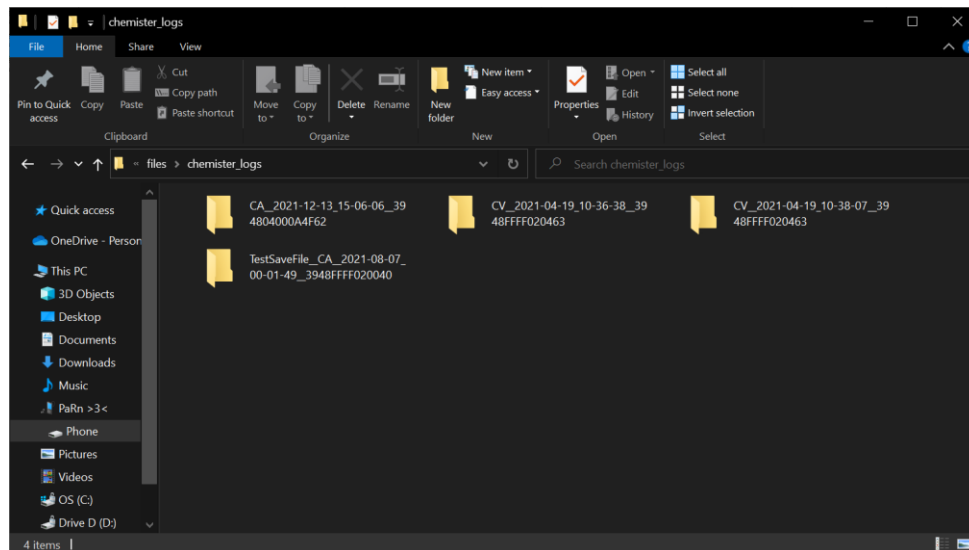 chemister_logs
File Home Share View
Pin to Quick access
Copy
Paste
Cut
Copy path
Paste shortcut
Clipboard
Move to
Copy to
Delete
Rename
Organize
New folder
New item
Easy access
New
Properties
Open
Edit
History
Open
Select all
Select none
Invert selection
Select
« files > chemister_logs
Search chemister_logs
Quick access
OneDrive - Person
This PC
3D Objects
Desktop
Documents
Downloads
Music
PaRn >3<
Phone
Pictures
Videos
OS (C:)
Drive D (D:)
CA__2021-12-13_15-06-06__39
4804000A4F62
CV__2021-04-19_10-36-38__39
48FFFF020463
CV__2021-04-19_10-38-07__39
48FFFF020463
TestSaveFile__CA__2021-08-07_
00-01-49__3948FFFF020040
4 items